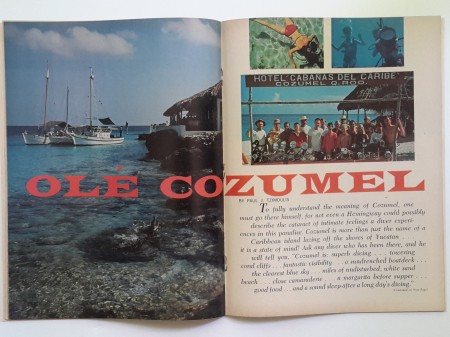 HOTEL CABAÑAS DEL CARIBE
COZUMEL Q. ROO.
OLÉ COZUMEL
BY PAUL J. TZIMOULIS
To fully understand the meaning of Cozumel, one
must go there himself, for not even a Hemingway could possibly
describe the cataract of intimate feelings a diver experi-
ences in this paradise. Cozumel is more than just the name of a
Caribbean island lazing off the shores of Yucatan . . .
it is a state of mind! Ask any diver who has been there, and he
will tell you, "Cozumel is: superb diving . . . towering
coral cliffs . . . fantastic visibility . . . a sundrenched boatdeck . . .
the clearest blue sky . . . miles of undisturbed, white sand
beach . . . close camaraderie . . . a margarita before supper . . .
good food . . . and a sound sleep after a long day's diving."